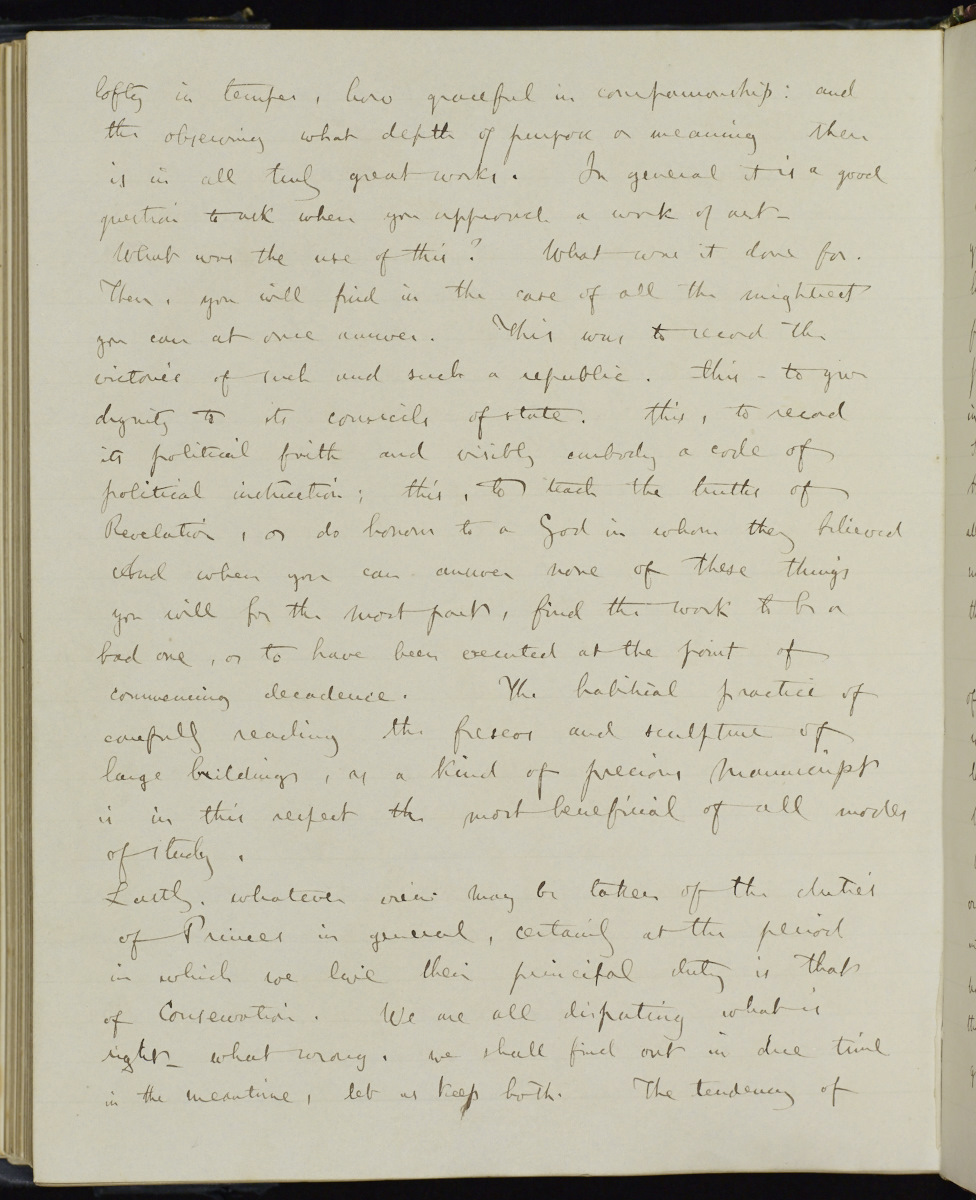 lofty in temper, how graceful in companionship: and
the observing what depth of purpose or meaning there
is in all truly great works. In general it is a good
question to ask when you approach a work of art_
What was the use of this? What was it done for.
Then, you will find in the case of all the mightiest
you can at once answer. This was to record the
victories of such and such a republic. this - to give
dignity to its councils of state. this, to record
its political faith and visibly embody a code of
political instruction; this, to teach the truths of
Revelation, or do honour to a God in whom they believed
And when you can answer none of these things
you will for the most part, find the work to be a
bad one, or to have been executed at the point of
commencing decadence. The habitual practice of
carefully reading the frescos and sculpture of
large buildings, as a kind of precious manuscript
is in this respect the most beneficial of all modes
of study.
Lastly. whatever view may be taken of the duties
of Princes in general, certainly at the period
in which we live their principal duty is that
of Conservation. We are all disputing what is
right_ what wrong. we shall find out in due time
in the meantime, let us keep both. The tendency of